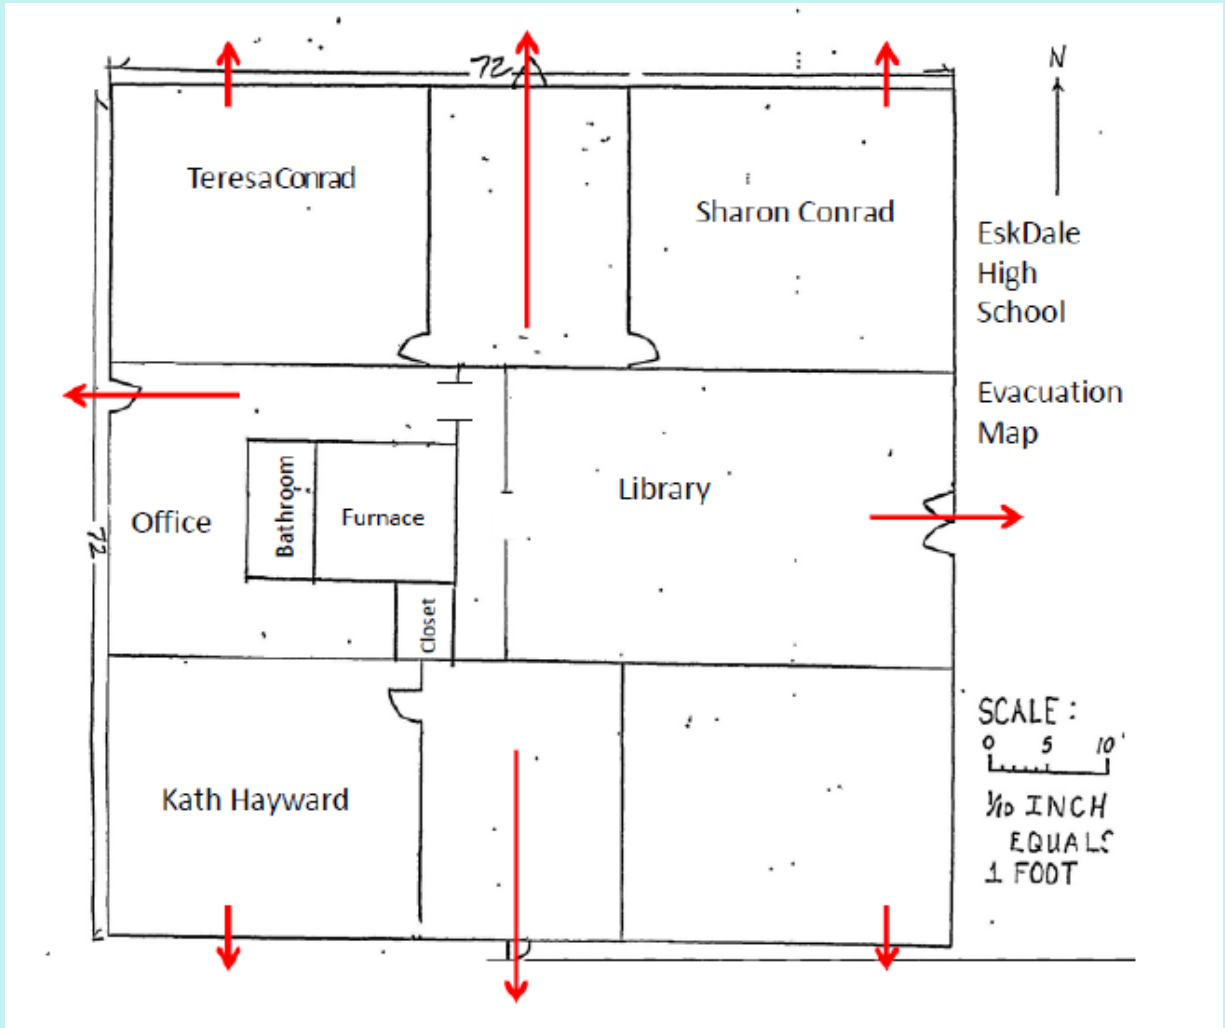 72
N
TeresaConrad
Sharon Conrad
EskDale
High
School
Evacuation
Map
Library
Office
Bathroom
Furnace
72
Closet
SCALE :
0 5 10'
1/10 INCH
EQUALS
1 FOOT
Kath Hayward